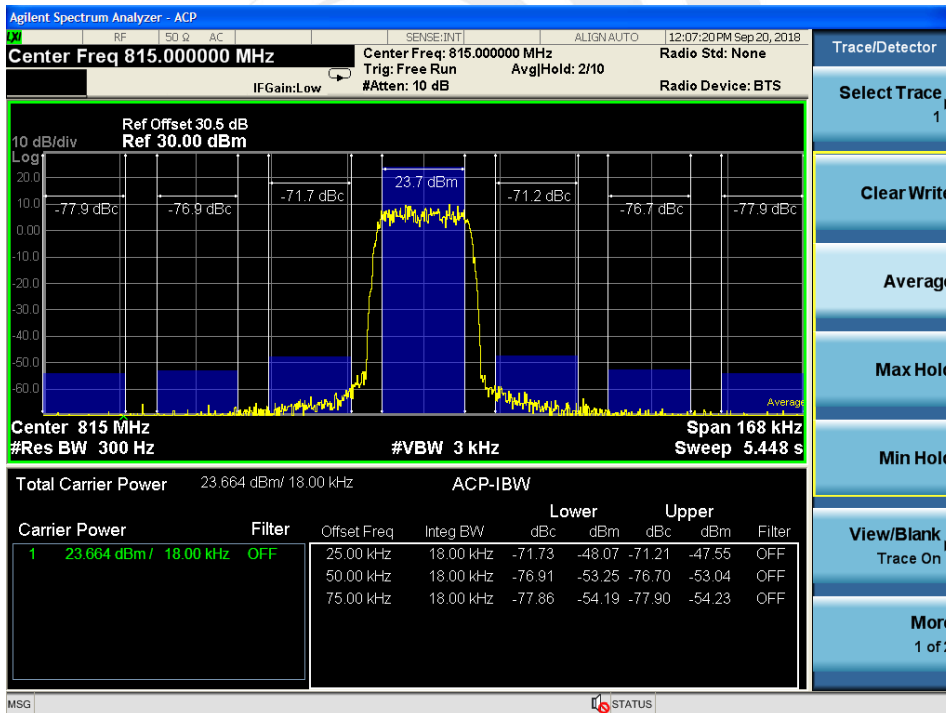 Agilent Spectrum Analyzer - ACP
LXI RF 50 Ω AC SENSE:INT ALIGN AUTO 12:07:20 PM Sep 20, 2018
Center Freq 815.000000 MHz Center Freq: 815.000000 MHz Radio Std: None
Trig: Free Run Avg|Hold: 2/10
IFGain:Low #Atten: 10 dB Radio Device: BTS
Ref Offset 30.5 dB
10 dB/div Ref 30.00 dBm
Log
20.0
10.0
0.00
-10.0
-20.0
-30.0
-40.0
-50.0
-60.0
-77.9 dBc -76.9 dBc -71.7 dBc 23.7 dBm -71.2 dBc -76.7 dBc -77.9 dBc
Average
Center 815 MHz Span 168 kHz
#Res BW 300 Hz #VBW 3 kHz Sweep 5.448 s
Total Carrier Power 23.664 dBm/ 18.00 kHz ACP-IBW
Lower Upper
Carrier Power Filter Offset Freq Integ BW dBc dBm dBc dBm Filter
1 23.664 dBm / 18.00 kHz OFF 25.00 kHz 18.00 kHz -71.73 -48.07 -71.21 -47.55 OFF
50.00 kHz 18.00 kHz -76.91 -53.25 -76.70 -53.04 OFF
75.00 kHz 18.00 kHz -77.86 -54.19 -77.90 -54.23 OFF
MSG STATUS
Trace/Detector
Select Trace
1
Clear Write
Average
Max Hold
Min Hold
View/Blank
Trace On
More
1 of 2